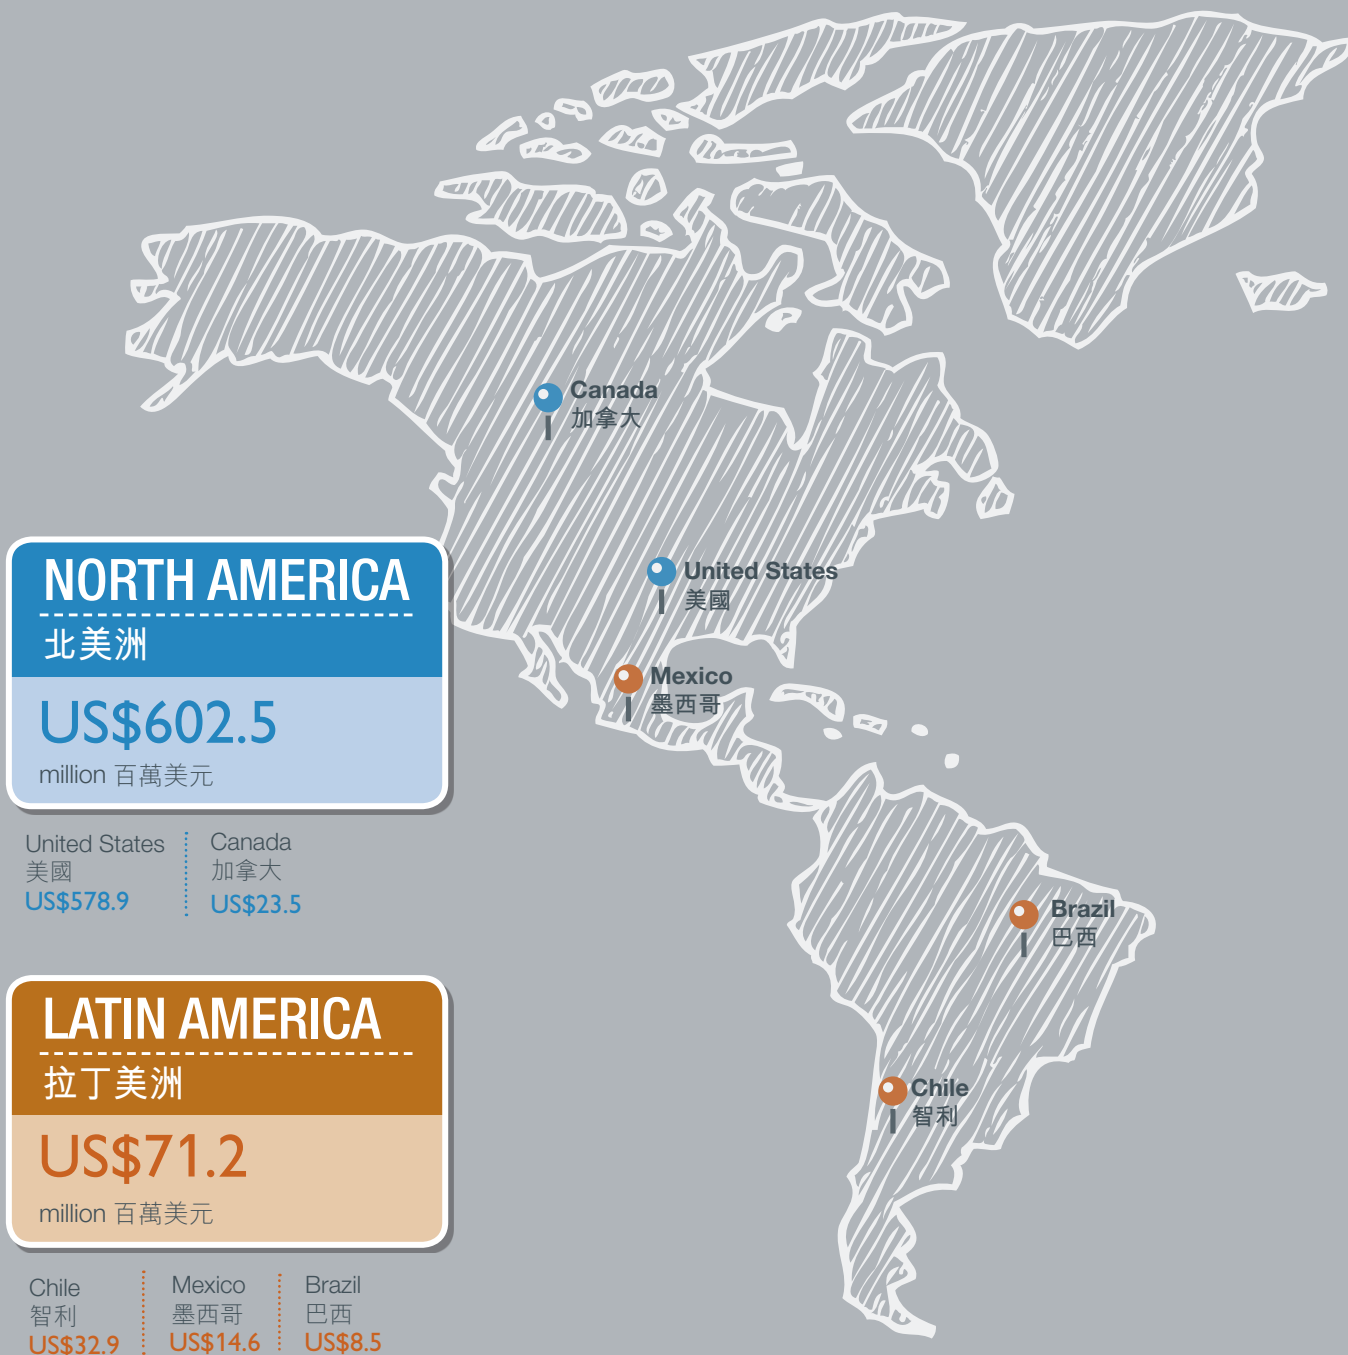 Canada
加拿大
United States
美國
Mexico
墨西哥
NORTH AMERICA
北美洲
US$602.5
million 百萬美元
United States
美國
US$578.9
Canada
加拿大
US$23.5
Brazil
巴西
Chile
智利
LATIN AMERICA
拉丁美洲
US$71.2
million 百萬美元
Chile
智利
US$32.9
Mexico
墨西哥
US$14.6
Brazil
巴西
US$8.5